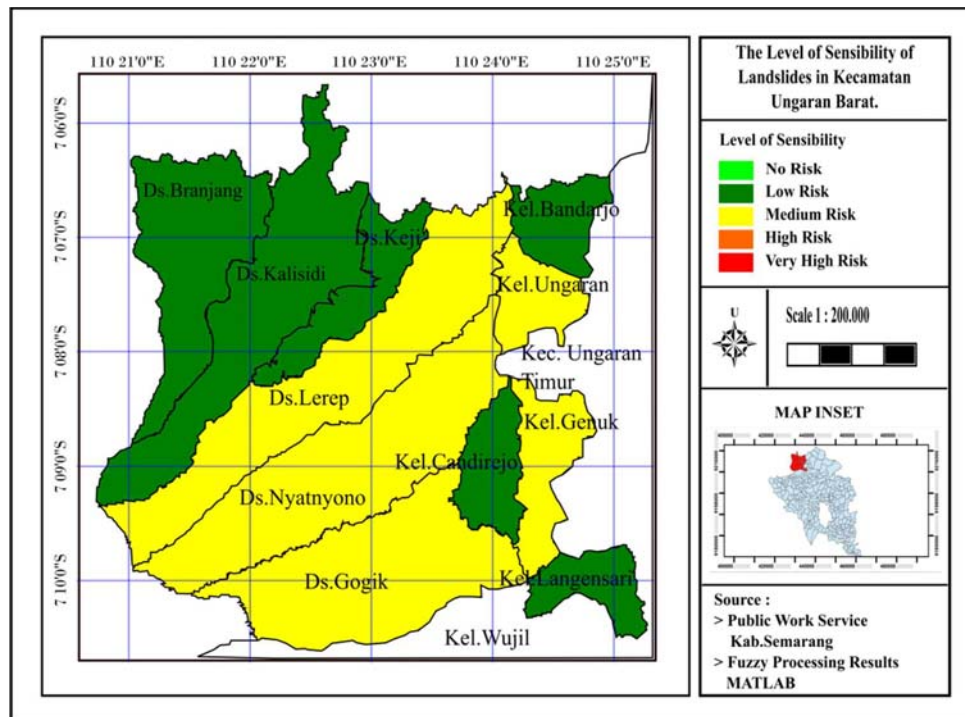 110 21'0"E 110 22'0"E 110 23'0"E 110 24'0"E 110 25'0"E
7 06'0"S
7 07'0"S
7 08'0"S
7 09'0"S
7 10'0"S
Ds.Branjang
Kel.Bandarjo
Ds.Keji
Ds.Kalisidi
Kel.Ungaran
Kec. Ungaran
Timur
Ds.Lerep
Kel.Genuk
Kel.Candirejo
Ds.Nyatnyono
Ds.Gogik
Kel.Langensari
Kel.Wujil
The Level of Sensibility of
Landslides in Kecamatan
Ungaran Barat.
Level of Sensibility
No Risk
Low Risk
Medium Risk
High Risk
Very High Risk
U
Scale 1 : 200.000
MAP INSET
Source :
> Public Work Service
Kab.Semarang
> Fuzzy Processing Results
MATLAB